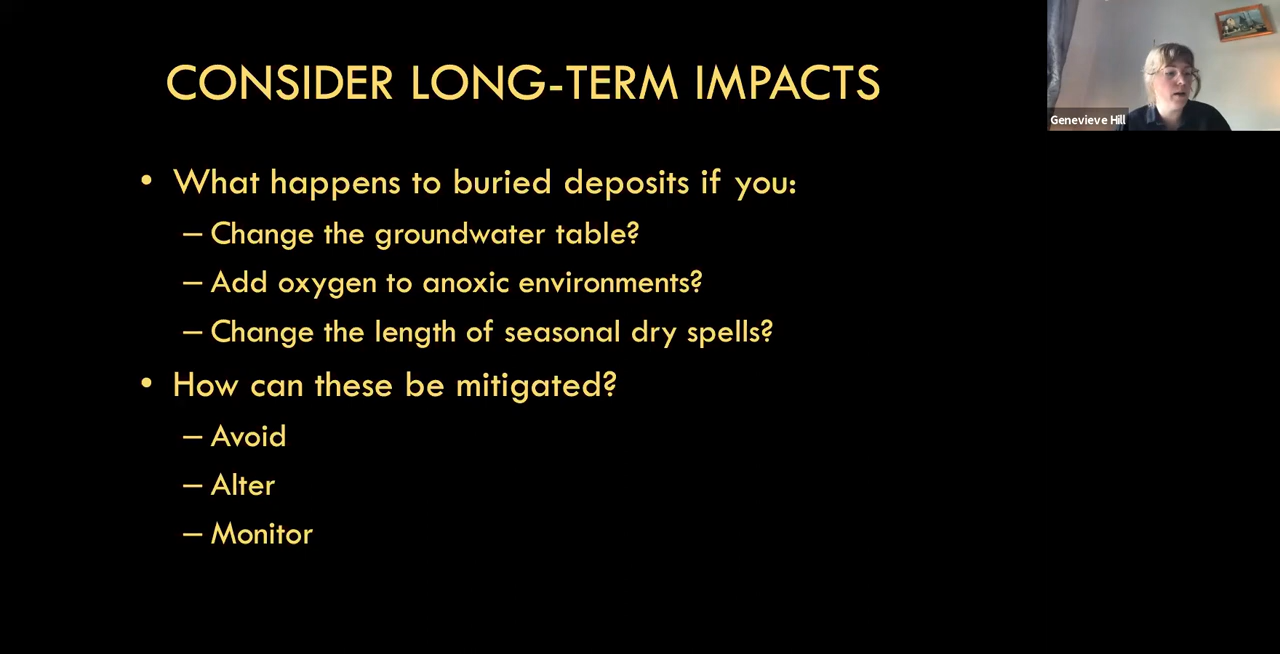 CONSIDER LONG-TERM IMPACTS
Genevieve Hill
• What happens to buried deposits if you:
– Change the groundwater table?
– Add oxygen to anoxic environments?
– Change the length of seasonal dry spells?
• How can these be mitigated?
– Avoid
– Alter
– Monitor